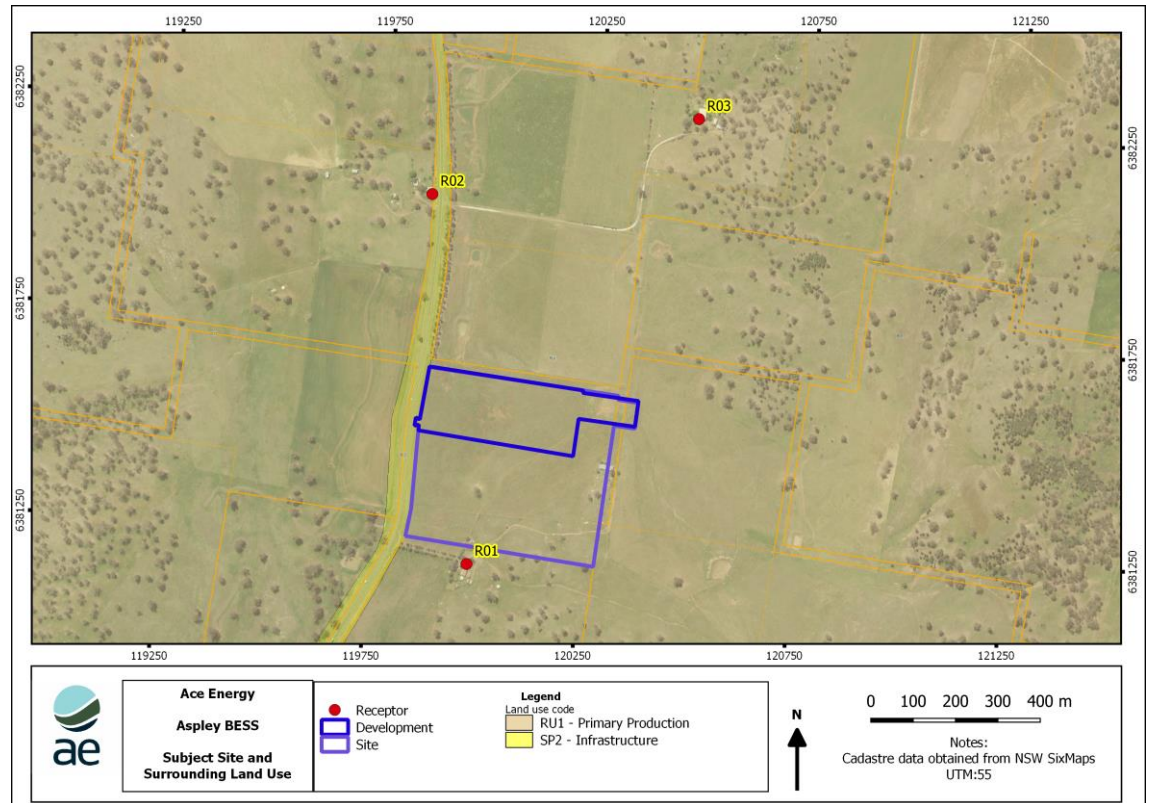 119250 119750 120250 120750 121250
6382250
6382250
6381750
6381750
6381250
6381250
R03
R02
R01
119250 119750 120250 120750 121250
ae
Ace Energy
Aspley BESS
Subject Site and
Surrounding Land Use
Receptor
Development
Site
Legend
Land use code
RU1 - Primary Production
SP2 - Infrastructure
N
0 100 200 300 400 m
Notes:
Cadastre data obtained from NSW SixMaps
UTM:55